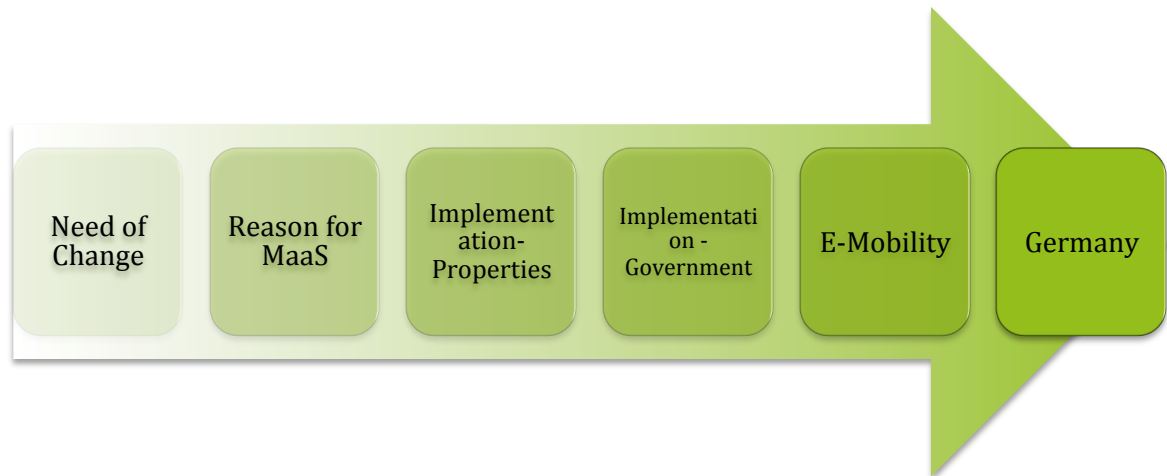 Need of
Change
Reason for
MaaS
Implement
ation-
Properties
Implementati
on -
Government
E-Mobility
Germany